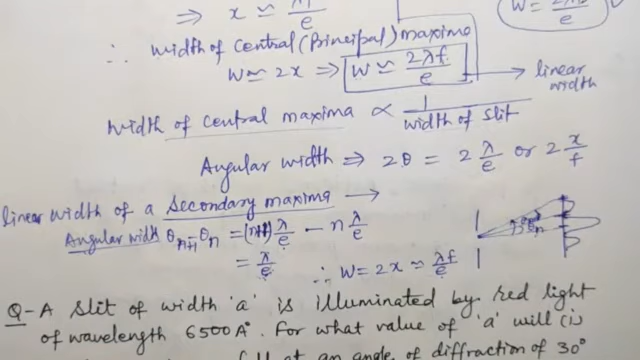 ⇒ x ≃ λf/e
W = 2λf/e
∴ width of Central (Principal) maxima
W ≃ 2x ⇒ W ≃ 2λf/e → linear width
Width of central maxima ∝ 1/width of slit
Angular width ⇒ 2θ = 2 λ/e or 2 x/f
linear width of a secondary maxima →
Angular width θn+1 - θn = (n+1) λ/e - n λ/e
= λ/e ∴ W = 2x ≃ λf/e
Q- A slit of width 'a' is illuminated by red light
of wavelength 6500A°. For what value of 'a' will (i)
fall at an angle of diffraction of 30°